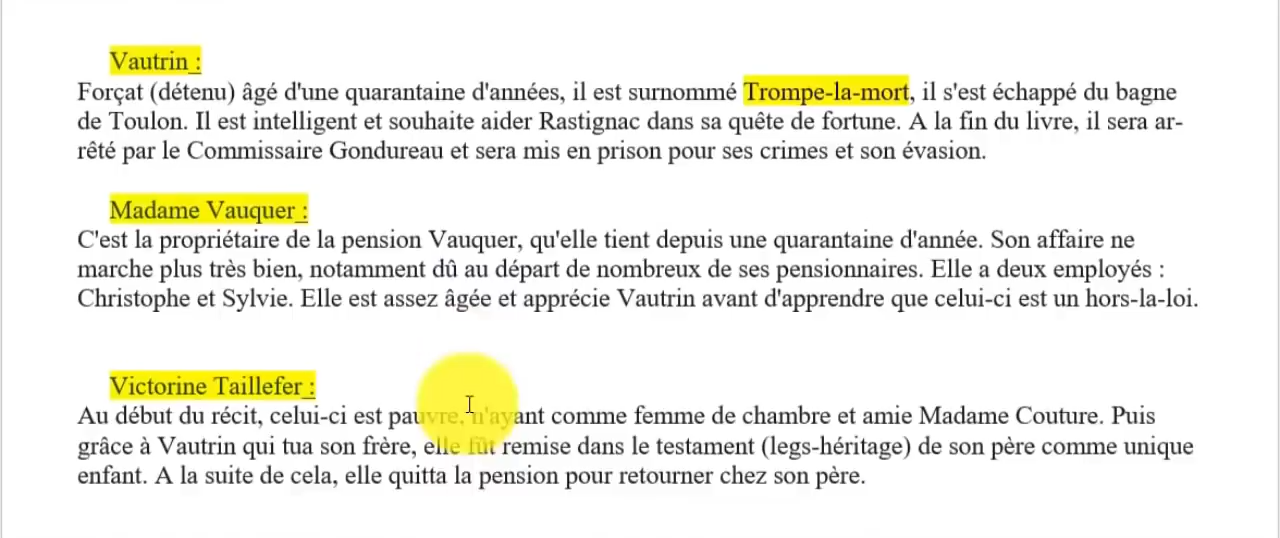 Vautrin :
Forçat (détenu) âgé d'une quarantaine d'années, il est surnommé Trompe-la-mort, il s'est échappé du bagne
de Toulon. Il est intelligent et souhaite aider Rastignac dans sa quête de fortune. A la fin du livre, il sera ar-
rêté par le Commissaire Gondureau et sera mis en prison pour ses crimes et son évasion.
Madame Vauquer :
C'est la propriétaire de la pension Vauquer, qu'elle tient depuis une quarantaine d'année. Son affaire ne
marche plus très bien, notamment dû au départ de nombreux de ses pensionnaires. Elle a deux employés :
Christophe et Sylvie. Elle est assez âgée et apprécie Vautrin avant d'apprendre que celui-ci est un hors-la-loi.
Victorine Taillefer :
Au début du récit, celui-ci est pauvre, n'ayant comme femme de chambre et amie Madame Couture. Puis
grâce à Vautrin qui tua son frère, elle fût remise dans le testament (legs-héritage) de son père comme unique
enfant. A la suite de cela, elle quitta la pension pour retourner chez son père.